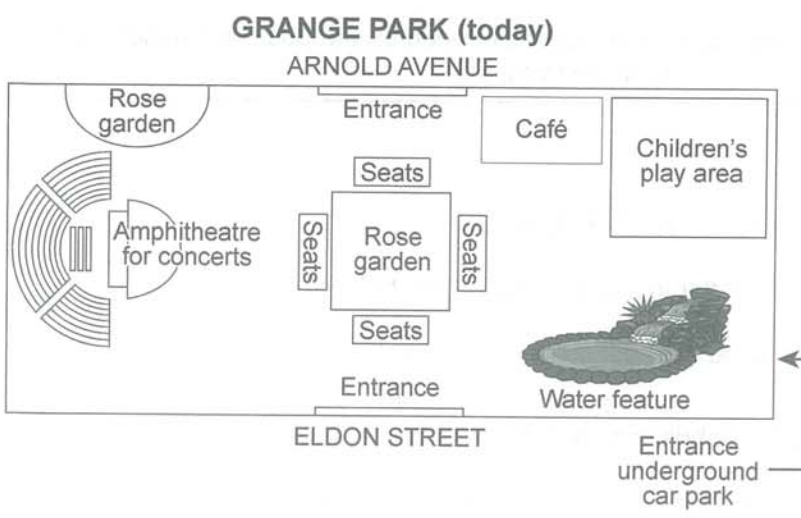 GRANGE PARK (today)
ARNOLD AVENUE
Rose
garden
Entrance
Café
Children's
play area
Seats
Amphitheatre
for concerts
Seats
Rose
garden
Seats
Seats
Entrance
Water feature
ELDON STREET
Entrance
underground
car park